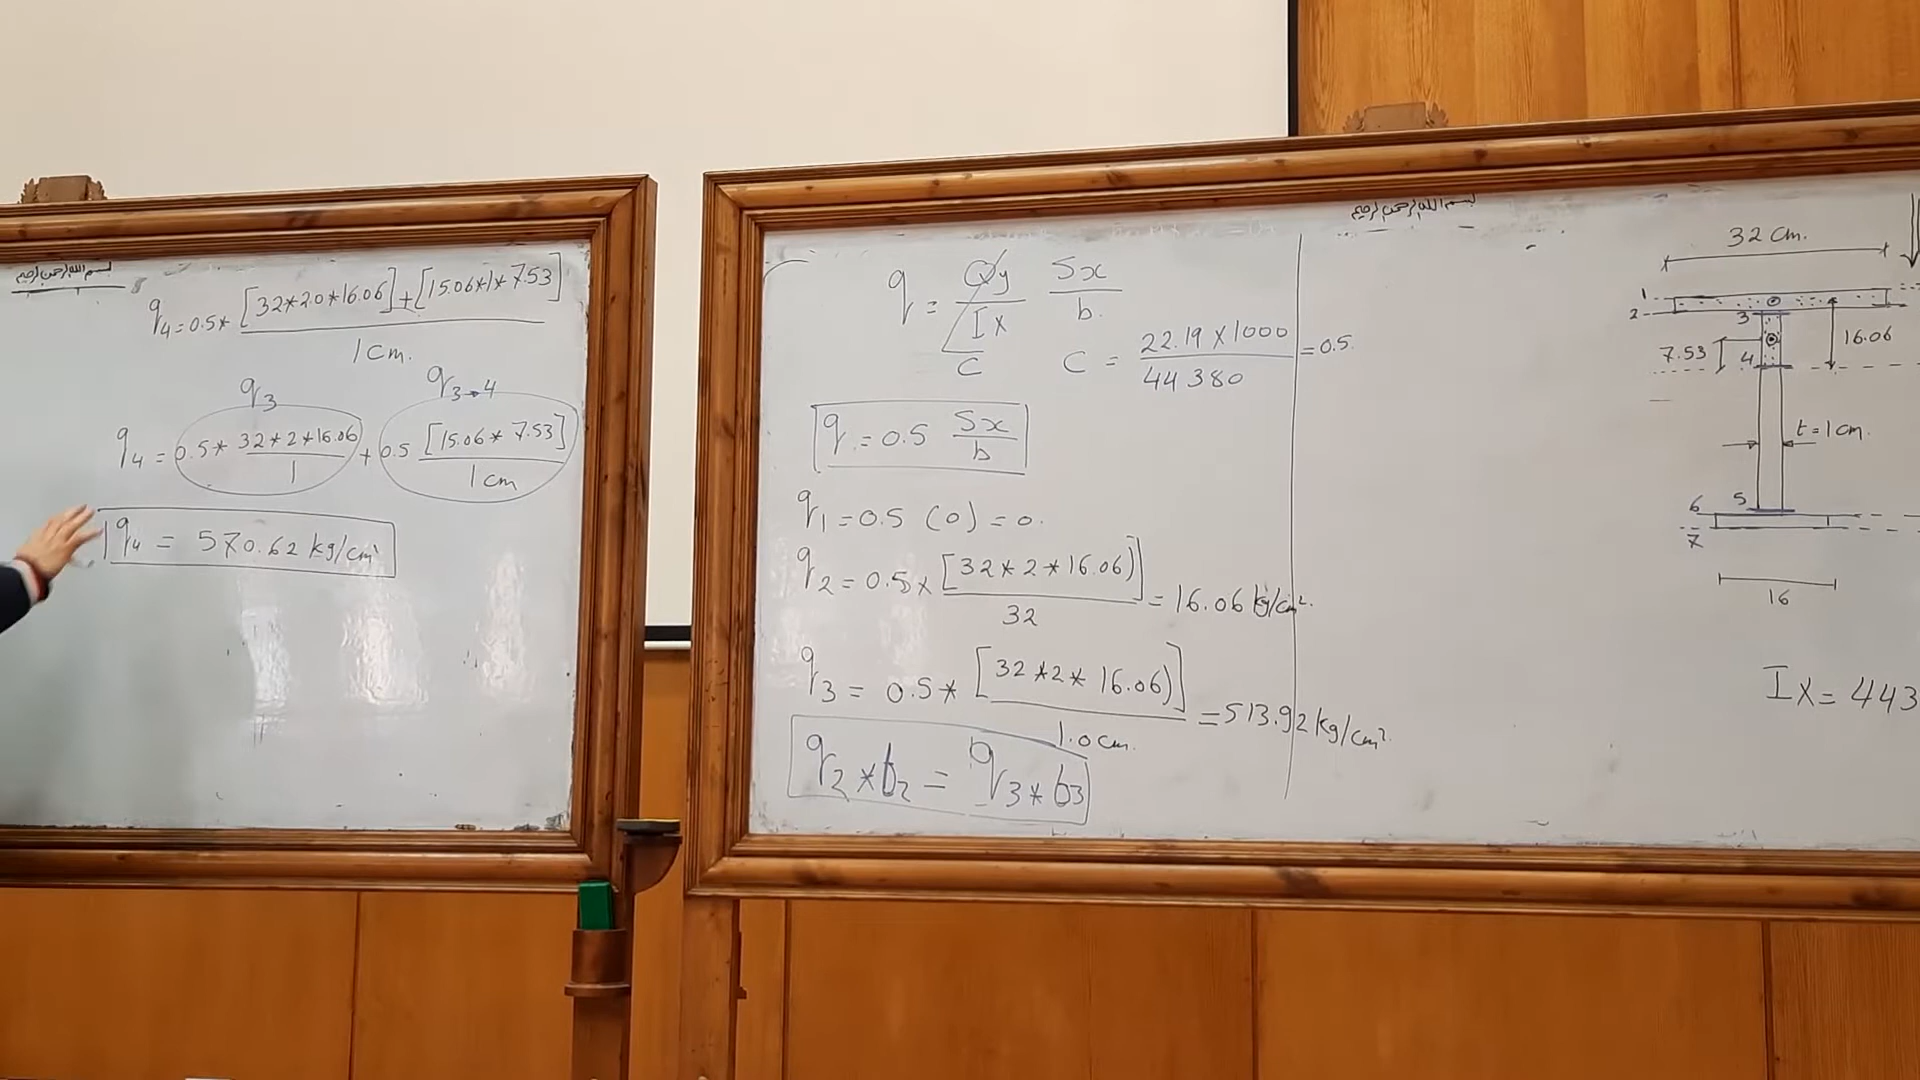 بسم الله الرحمن الرحيم
q4 = 0.5* [32*2.0*16.06]+[15.06*1*7.53]
1 cm.
q3
q3→4
q4 = 0.5* 32*2*16.06 / 1 + 0.5 [15.06*7.53] / 1 cm
q4 = 570.62 kg/cm²
q = Qy / Ix Sx / b.
C
C = 22.19 x 1000 / 44380 = 0.5.
q = 0.5 Sx / b
q1 = 0.5 (0) = 0.
q2 = 0.5 * [32*2*16.06)] / 32 = 16.06 kg/cm².
q3 = 0.5* [32*2*16.06)] / 1.0 cm. = 513.92 kg/cm²
q2 * b2 = q3 * b3
بسم الله الرحمن الرحيم
32 cm.
1
2
3
7.53
4
16.06
t = 1 cm.
6
5
7
16
Ix = 443